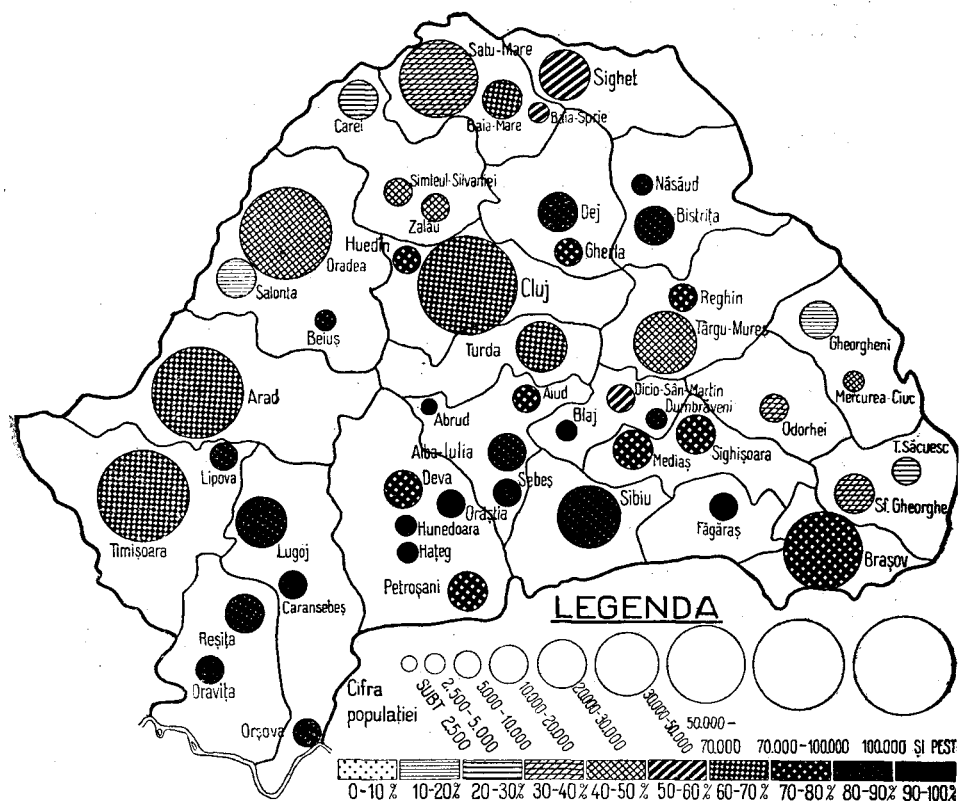 Satu-Mare
Sighet
Carei
Baia-Mare
Baia-Sprie
Simleul-Silvaniei
Zalău
Năsăud
Bistrița
Dej
Gherla
Huedin
Oradea
Cluj
Salonta
Beiuș
Reghin
Târgu-Mureș
Gheorgheni
Turda
Mercurea-Ciuc
Arad
Aiud
Abrud
Dicio-Sân-Martin
Dumbrăveni
Blaj
Odorhei
Alba-Iulia
Mediaș
Sighișoara
T. Săcuesc
Lipova
Deva
Sebeș
Orăștia
Sibiu
Sf. Gheorghe
Timișoara
Lugoj
Hunedoara
Făgăraș
Hațeg
Brașov
Caransebeș
Petroșani
Reșița
Oravița
Orșova
LEGENDA
Cifra
populației
SUBT 2.500
2.500-5.000
5.000-10.000
10.000-20.000
20.000-30.000
30.000-50.000
50.000-
70.000
70.000-100.000
100.000 ȘI PEST
0-10% 10-20% 20-30% 30-40% 40-50% 50-60% 60-70% 70-80% 80-90% 90-100%